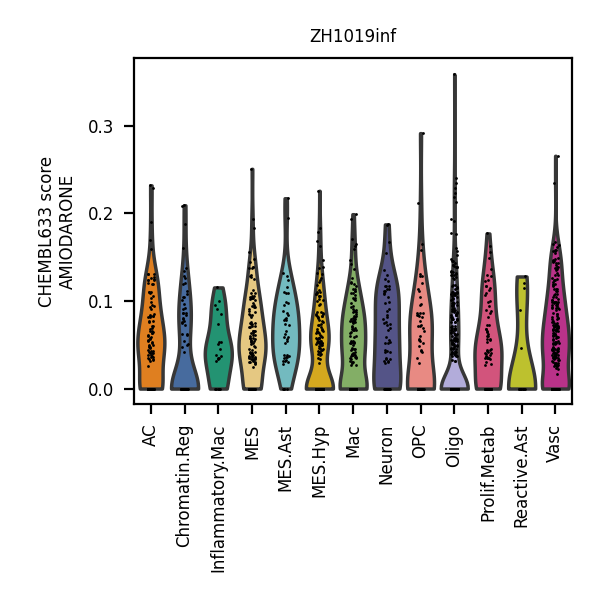 ZH1019inf
CHEMBL633 score
AMIODARONE
0.3
0.2
0.1
0.0
AC
Chromatin.Reg
Inflammatory.Mac
MES
MES.Ast
MES.Hyp
Mac
Neuron
OPC
Oligo
Prolif.Metab
Reactive.Ast
Vasc